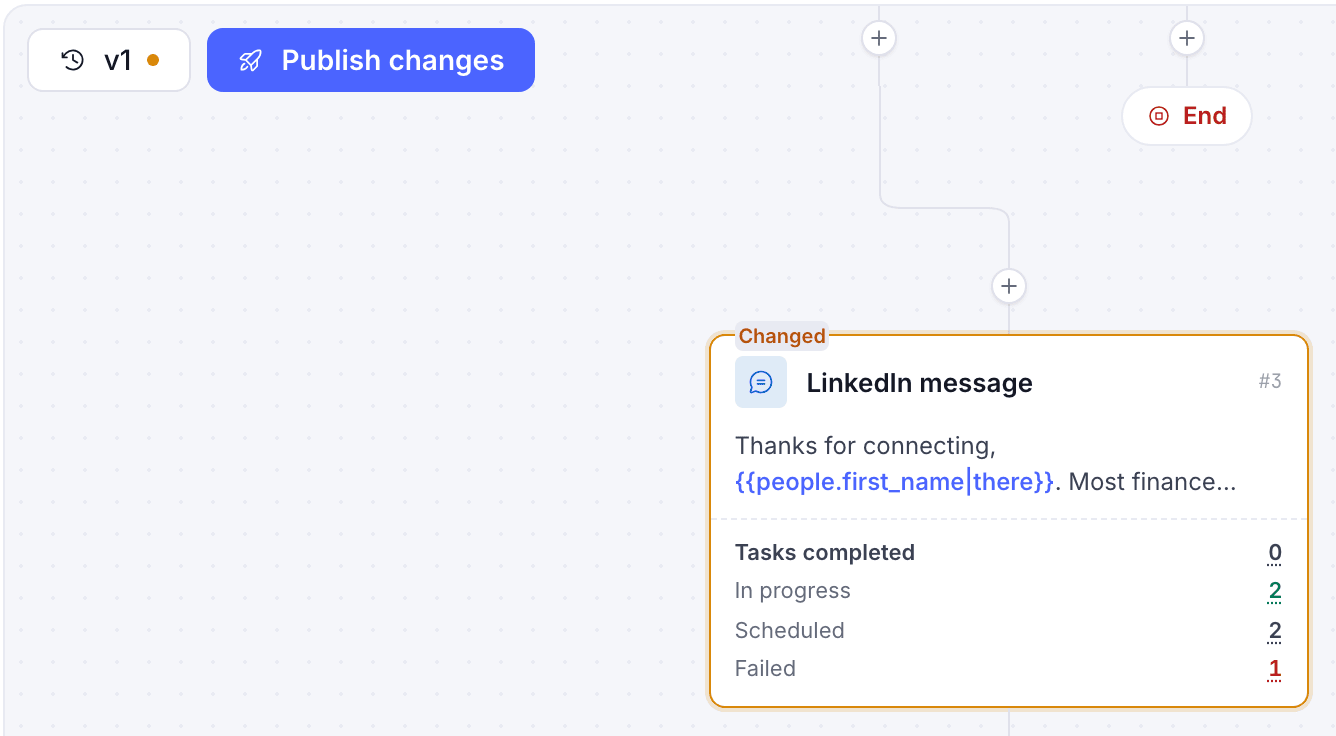 v1
Publish changes
End
Changed
LinkedIn message
#3
Thanks for connecting,
{{people.first_name|there}}. Most finance...
Tasks completed
0
In progress
2
Scheduled
2
Failed
1